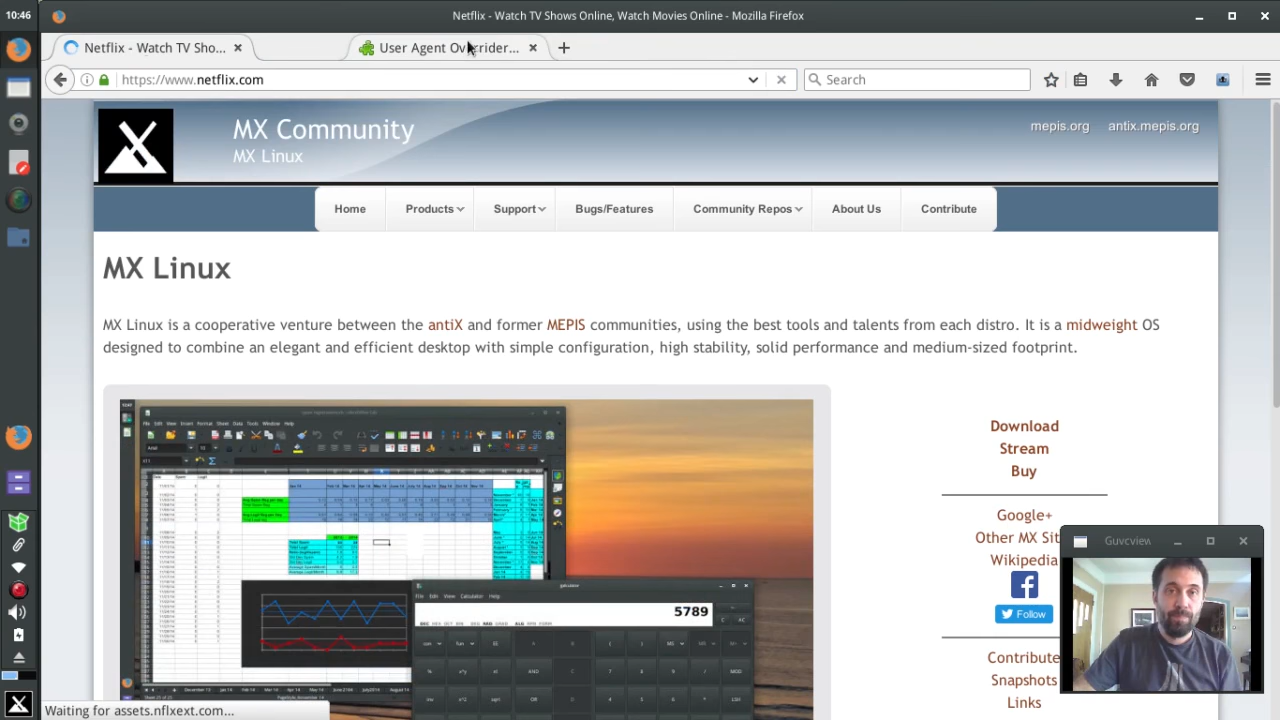 10:46
Netflix - Watch TV Shows Online, Watch Movies Online - Mozilla Firefox
Netflix - Watch TV Sho...
User Agent Overrider...
https://www.netflix.com
Search
MX Community
MX Linux
mepis.org
antix.mepis.org
Home
Products
Support
Bugs/Features
Community Repos
About Us
Contribute
MX Linux
MX Linux is a cooperative venture between the antiX and former MEPIS communities, using the best tools and talents from each distro. It is a midweight OS
designed to combine an elegant and efficient desktop with simple configuration, high stability, solid performance and medium-sized footprint.
5789
Download
Stream
Buy
Google+
Other MX Sit
Wikipedia
Follow
Contribute
Snapshots
Links
Guvcview
Waiting for assets.nflxext.com...